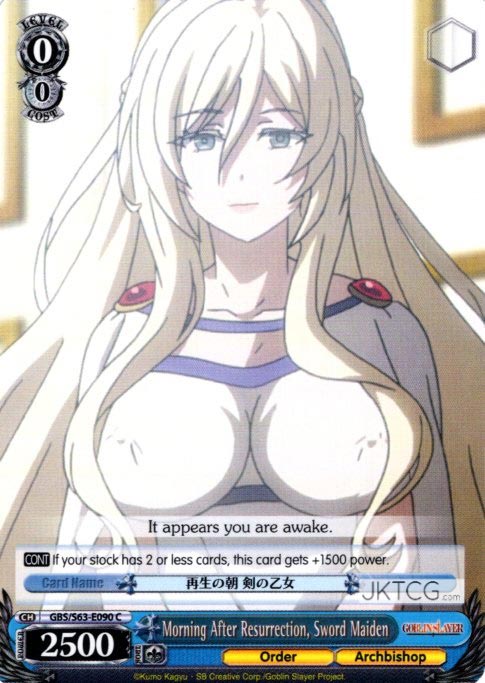 LEVEL
0
0
COST
It appears you are awake.
CONT If your stock has 2 or less cards, this card gets +1500 power.
Card Name 再生の朝 剣の乙女
JKTCG.com
CH GBS/S63-E090 C
POWER 2500 SOUL Morning After Resurrection, Sword Maiden GOBLIN SLAYER
Order Archbishop
©Kumo Kagyu・SB Creative Corp./Goblin Slayer Project.